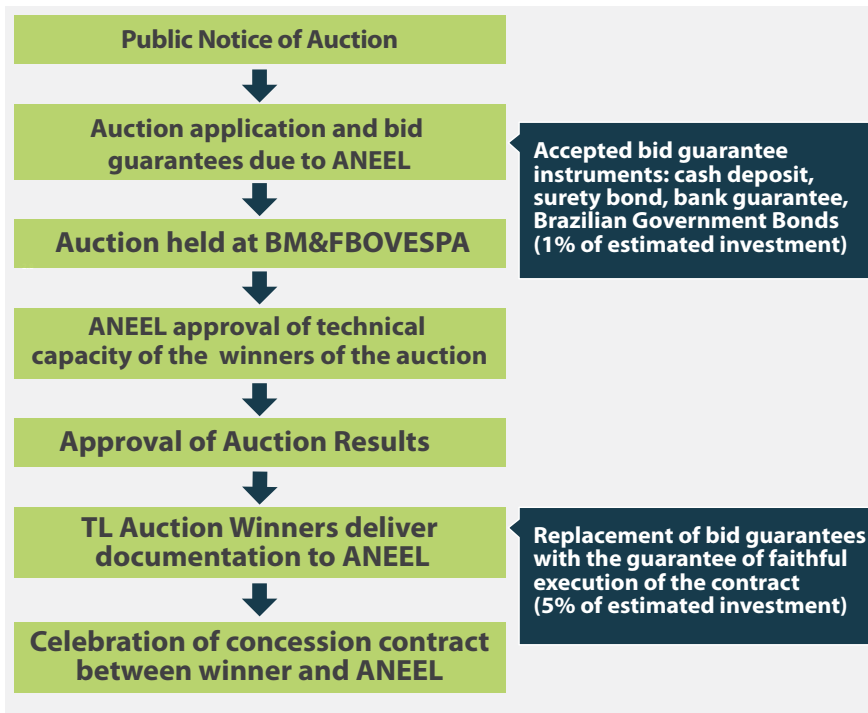 Public Notice of Auction
Auction application and bid
guarantees due to ANEEL
Accepted bid guarantee
instruments: cash deposit,
surety bond, bank guarantee,
Brazilian Government Bonds
(1% of estimated investment)
Auction held at BM&FBOVESPA
ANEEL approval of technical
capacity of the winners of the auction
Approval of Auction Results
TL Auction Winners deliver
documentation to ANEEL
Replacement of bid guarantees
with the guarantee of faithful
execution of the contract
(5% of estimated investment)
Celebration of concession contract
between winner and ANEEL